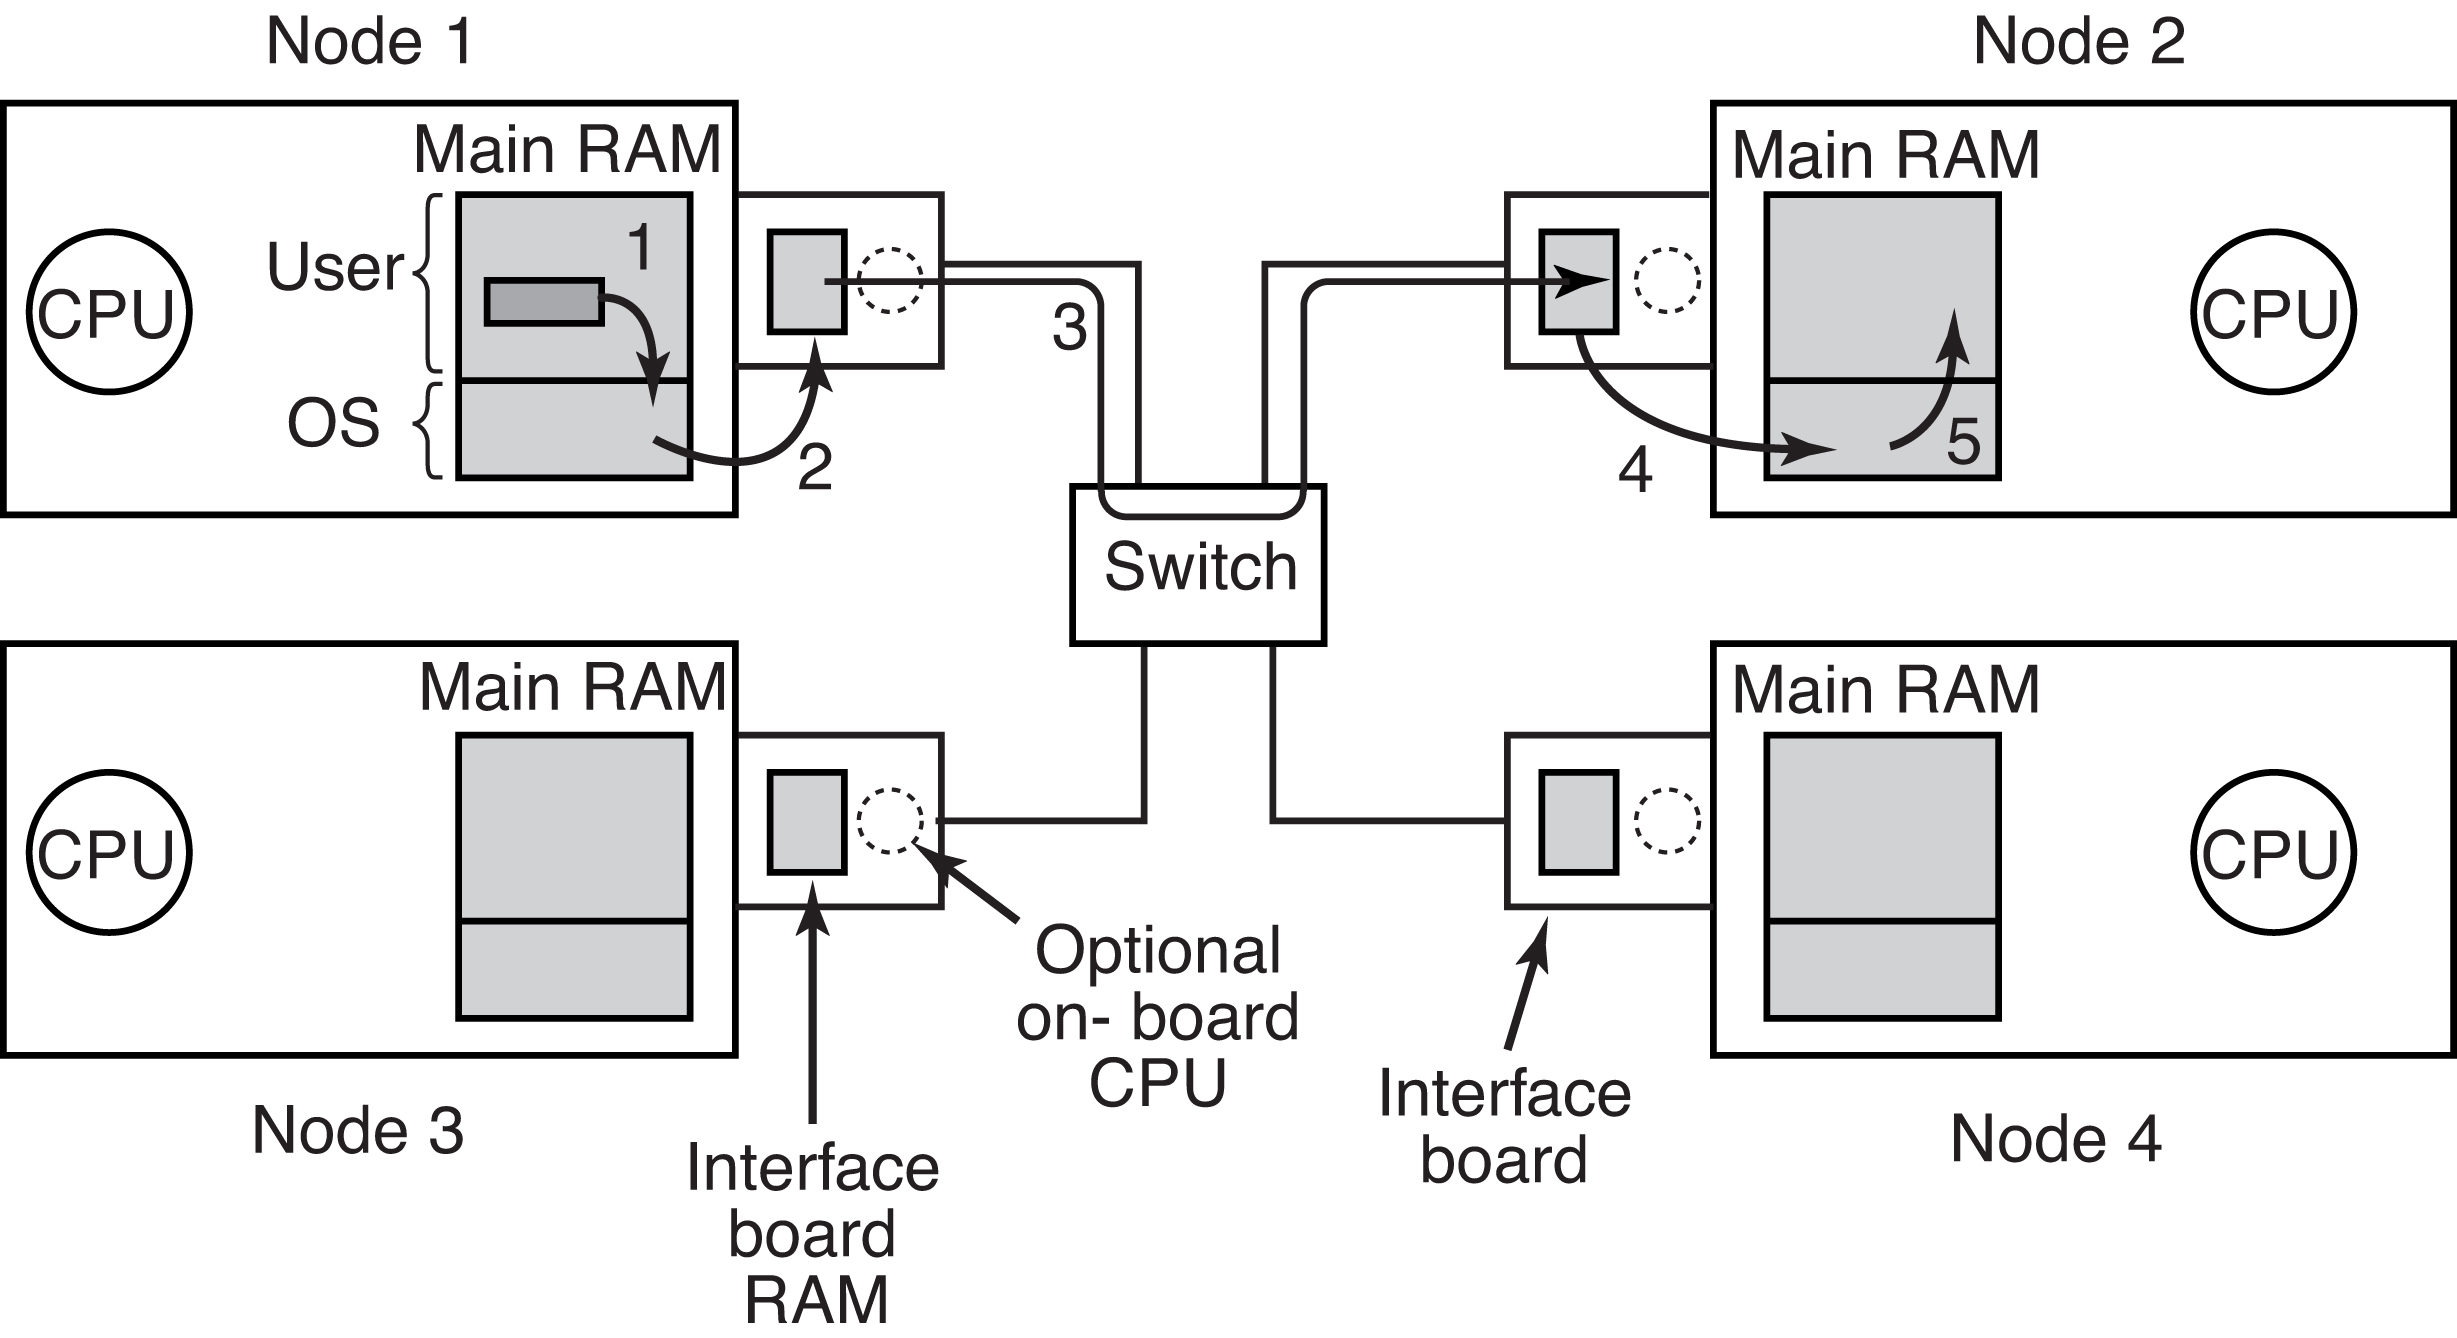 Node 1
Node 2
Main RAM
Main RAM
User
1
CPU
CPU
3
OS
2
4
5
Switch
Main RAM
Main RAM
CPU
CPU
Optional
on- board
CPU
Interface
board
Node 3
Node 4
Interface
board
RAM